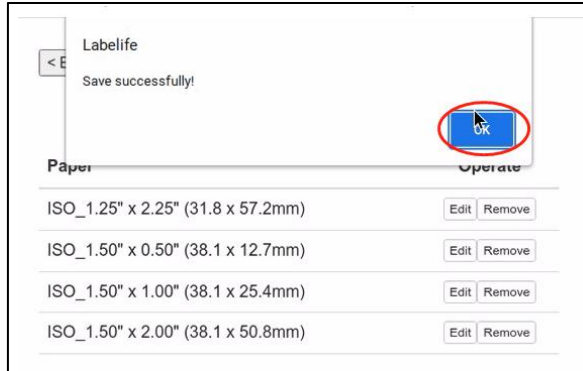 Labelife
Save successfully!
OK
Paper Operate
ISO_1.25" x 2.25" (31.8 x 57.2mm) Edit Remove
ISO_1.50" x 0.50" (38.1 x 12.7mm) Edit Remove
ISO_1.50" x 1.00" (38.1 x 25.4mm) Edit Remove
ISO_1.50" x 2.00" (38.1 x 50.8mm) Edit Remove